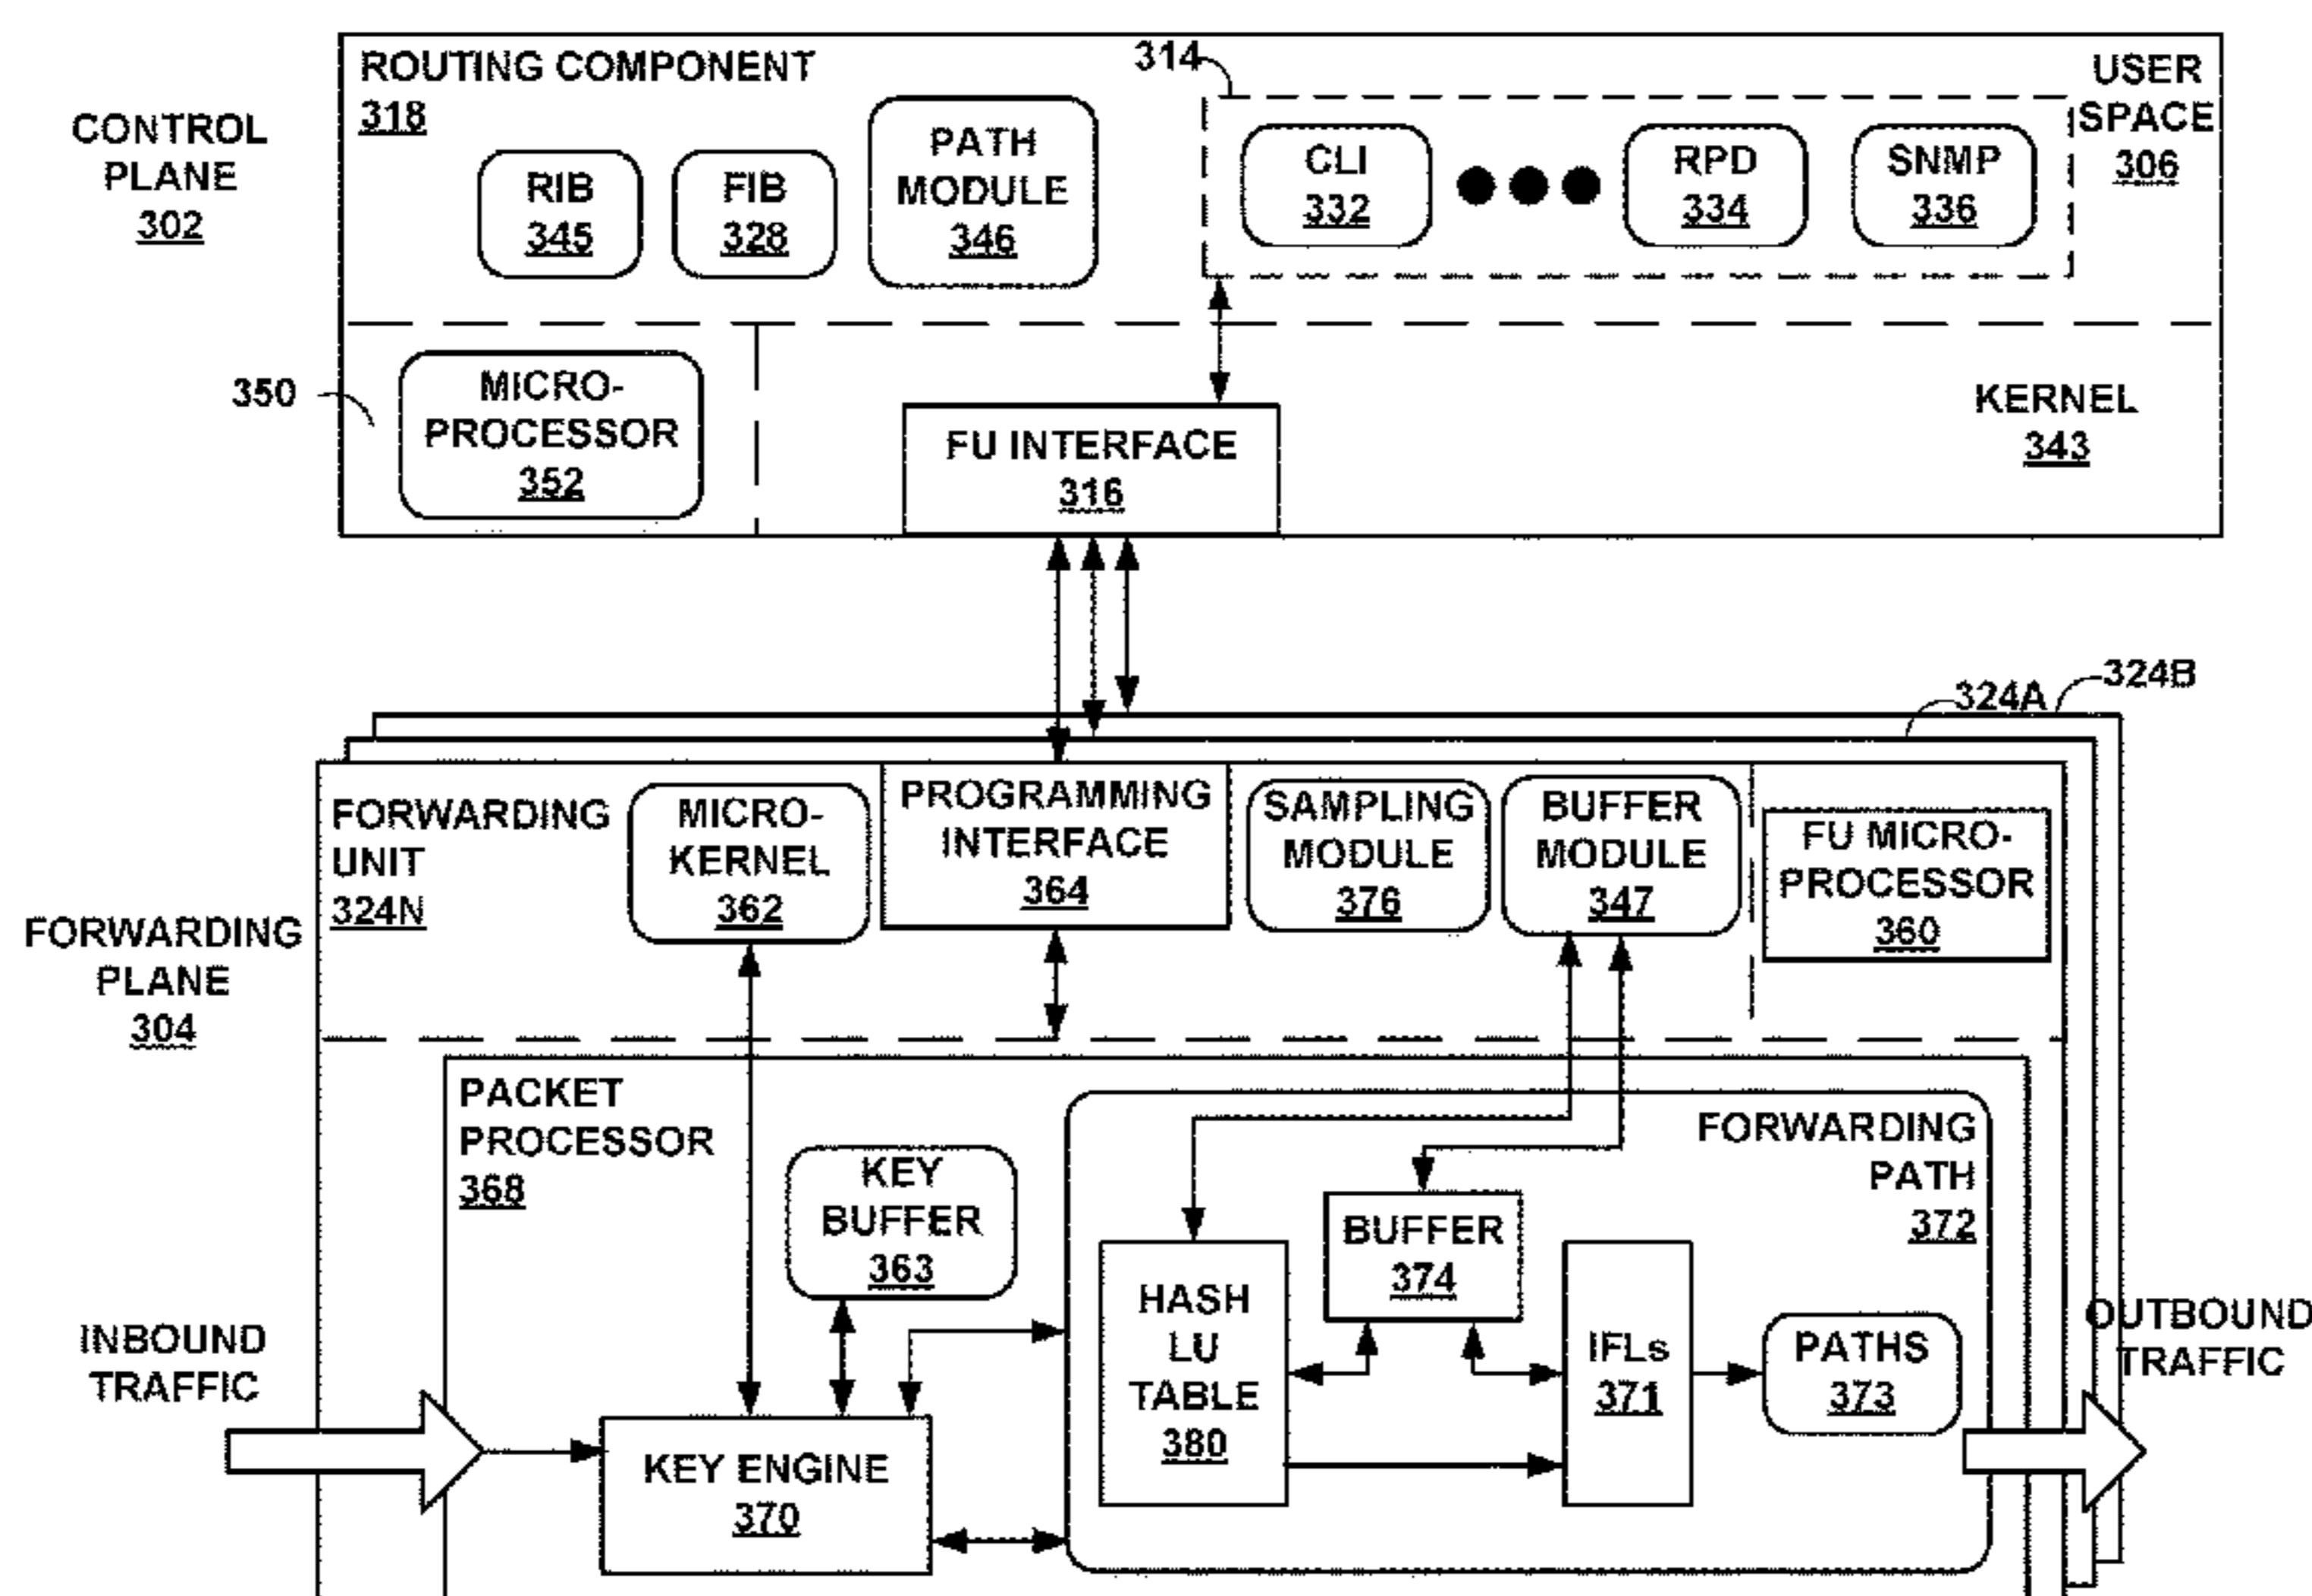 CONTROL
PLANE
302
ROUTING COMPONENT
318
RIB
345
FIB
328
PATH
MODULE
346
314
CLI
332
RPD
334
SNMP
336
USER
SPACE
306
350
MICRO-
PROCESSOR
352
FU INTERFACE
316
KERNEL
343
324B
324A
FORWARDING
PLANE
304
FORWARDING
UNIT
324N
MICRO-
KERNEL
362
PROGRAMMING
INTERFACE
364
SAMPLING
MODULE
376
BUFFER
MODULE
347
FU MICRO-
PROCESSOR
360
PACKET
PROCESSOR
368
KEY
BUFFER
363
FORWARDING
PATH
372
INBOUND
TRAFFIC
KEY ENGINE
370
HASH
LU
TABLE
380
BUFFER
374
IFLs
371
PATHS
373
OUTBOUND
TRAFFIC